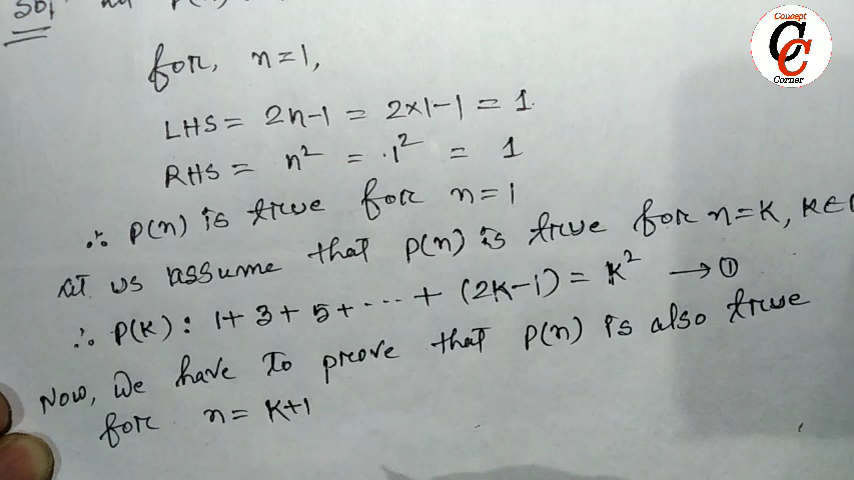 Concept
CC
Corner
for, n=1,
LHS = 2n-1 = 2×1-1 = 1.
RHS = n² = 1² = 1
∴ P(n) is true for n=1
us assume that P(n) is true for n=K, K∈
∴ P(K): 1+3+5+ ··· + (2K-1) = K² → ①
Now, We have to prove that P(n) is also true
for n= K+1